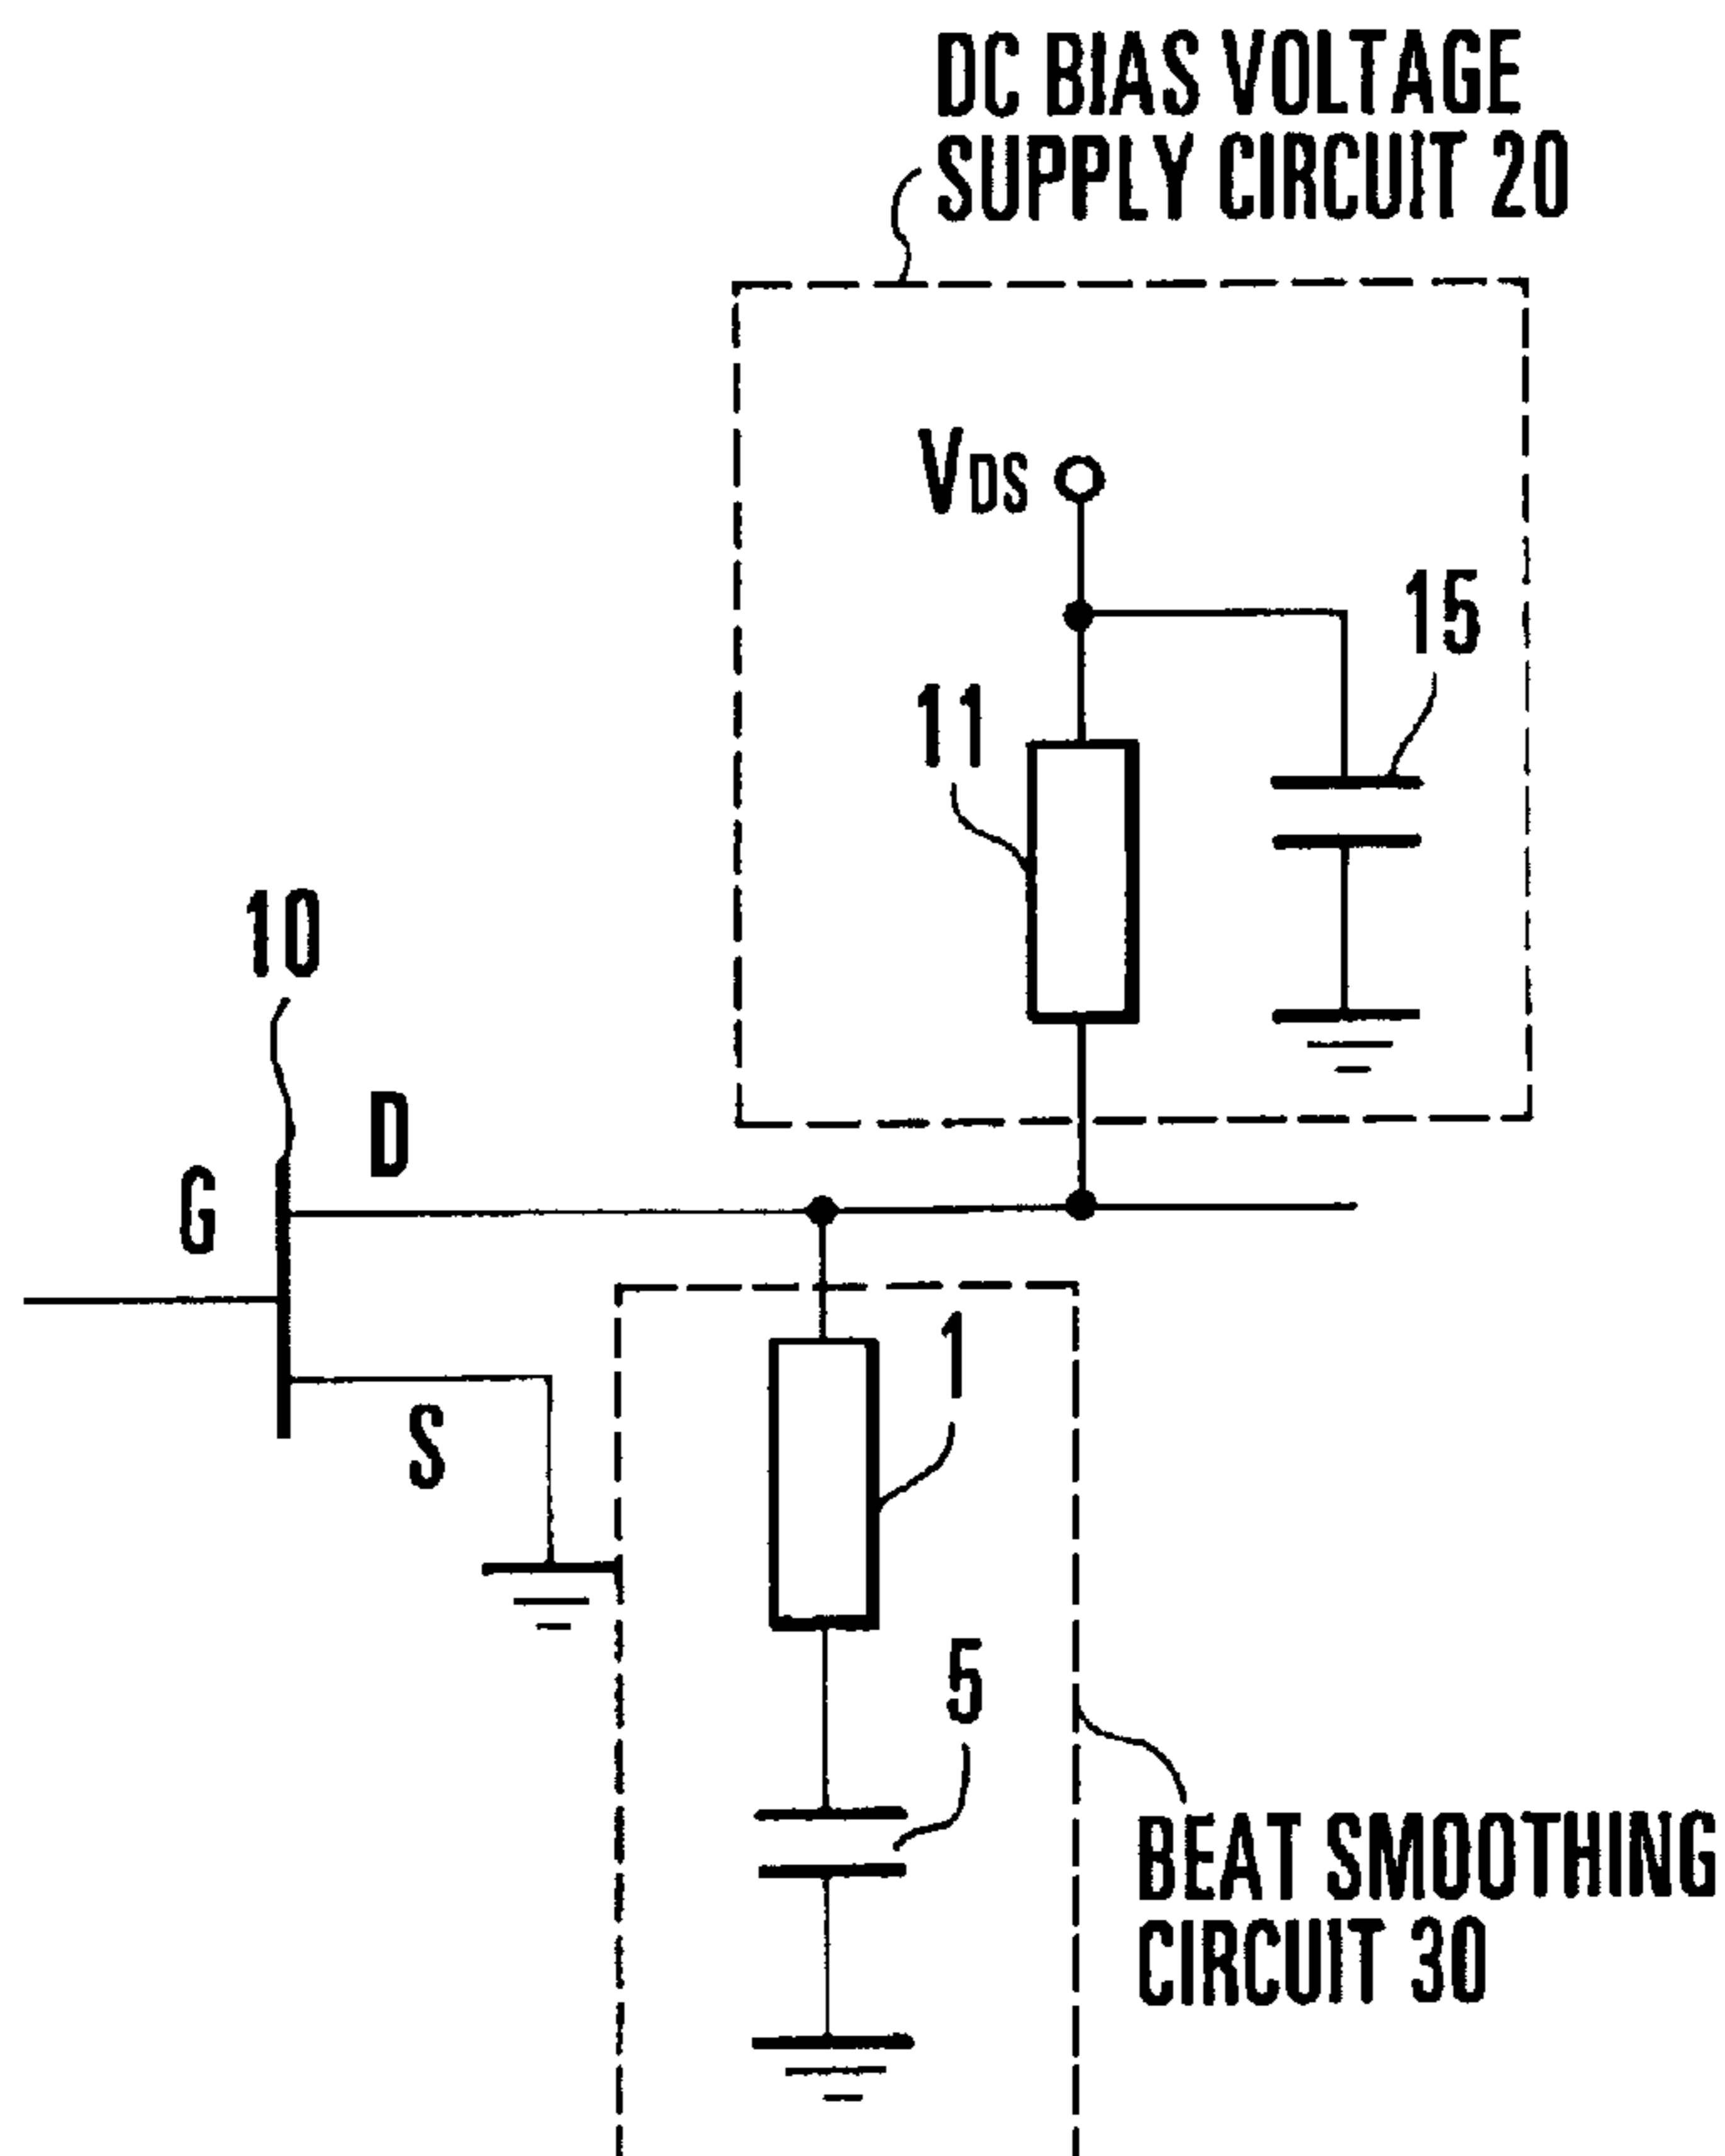 DC BIAS VOLTAGE
SUPPLY CIRCUIT 20
VDS
15
11
10
D
G
1
S
5
BEAT SMOOTHING
CIRCUIT 30